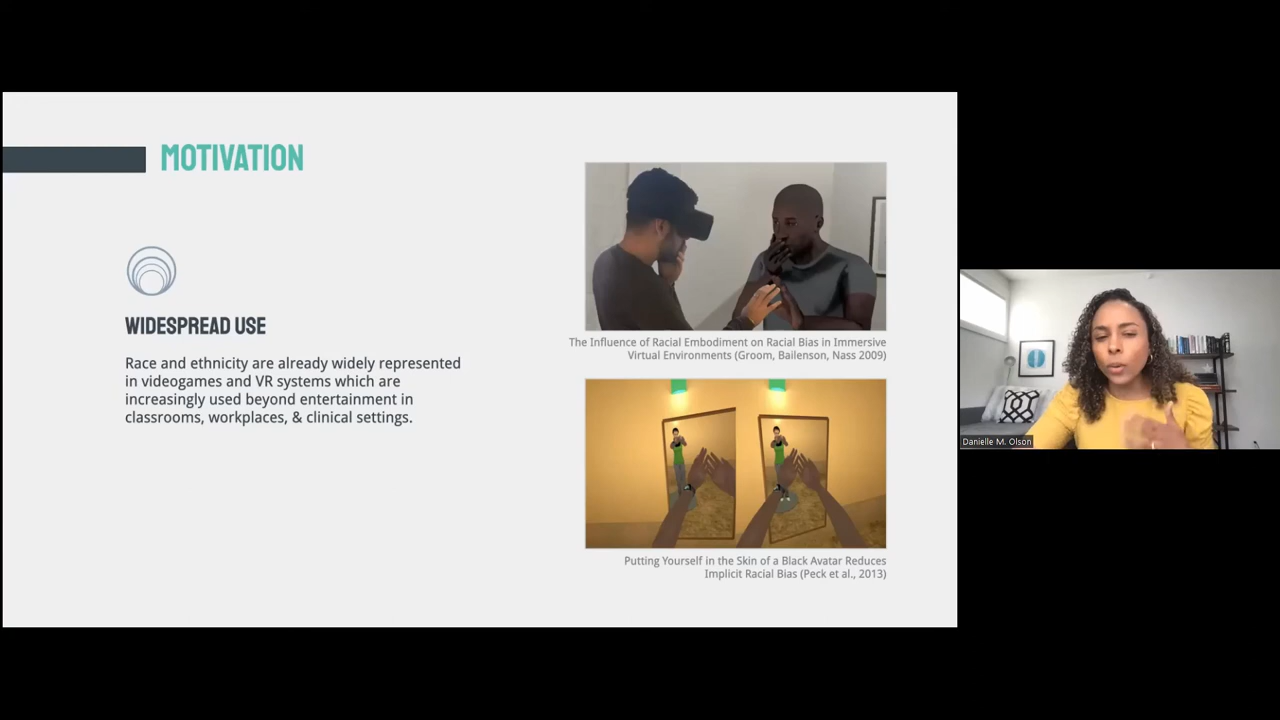 MOTIVATION
WIDESPREAD USE
Race and ethnicity are already widely represented
in videogames and VR systems which are
increasingly used beyond entertainment in
classrooms, workplaces, & clinical settings.
The Influence of Racial Embodiment on Racial Bias in Immersive
Virtual Environments (Groom, Bailenson, Nass 2009)
Putting Yourself in the Skin of a Black Avatar Reduces
Implicit Racial Bias (Peck et al., 2013)
Danielle M. Olson